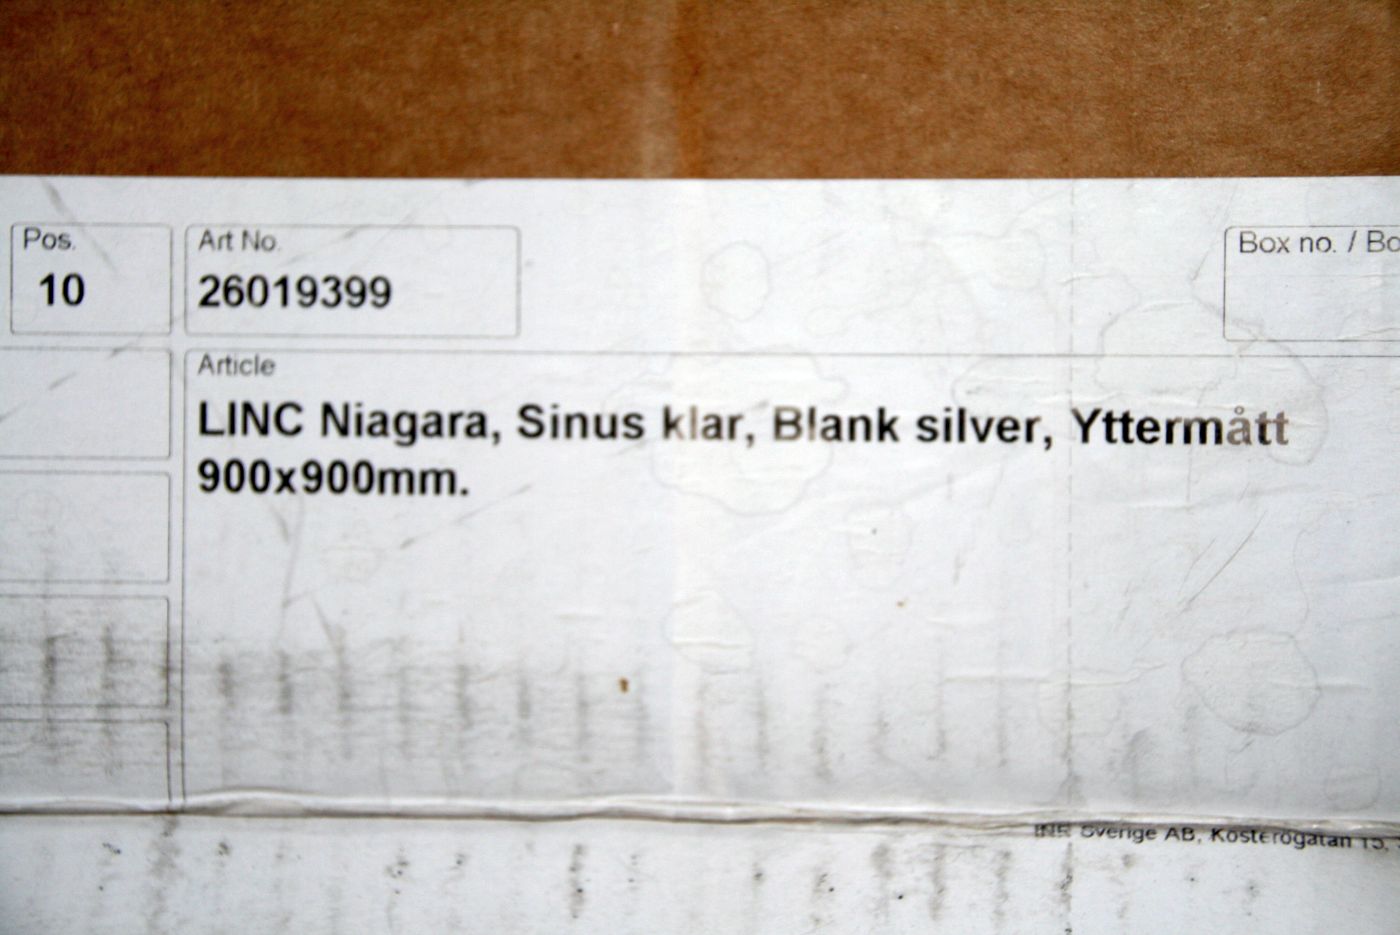 Pos.
10
Art No.
26019399
Box no. / Bo
Article
LINC Niagara, Sinus klar, Blank silver, Yttermått
900x900mm.
INR Sverige AB, Kosterögatan 15,